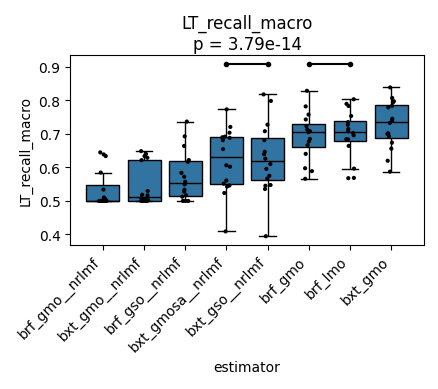 LT_recall_macro
p = 3.79e-14
LT_recall_macro
0.9
0.8
0.7
0.6
0.5
0.4
brf_gmo__nrlmf
bxt_gmo__nrlmf
brf_gso__nrlmf
bxt_gmosa__nrlmf
bxt_gso__nrlmf
brf_gmo
brf_lmo
bxt_gmo
estimator